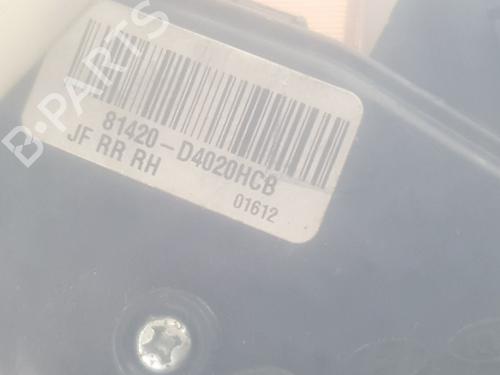 B-PARTS
81420-D4020HCB
JF RR RH
01612